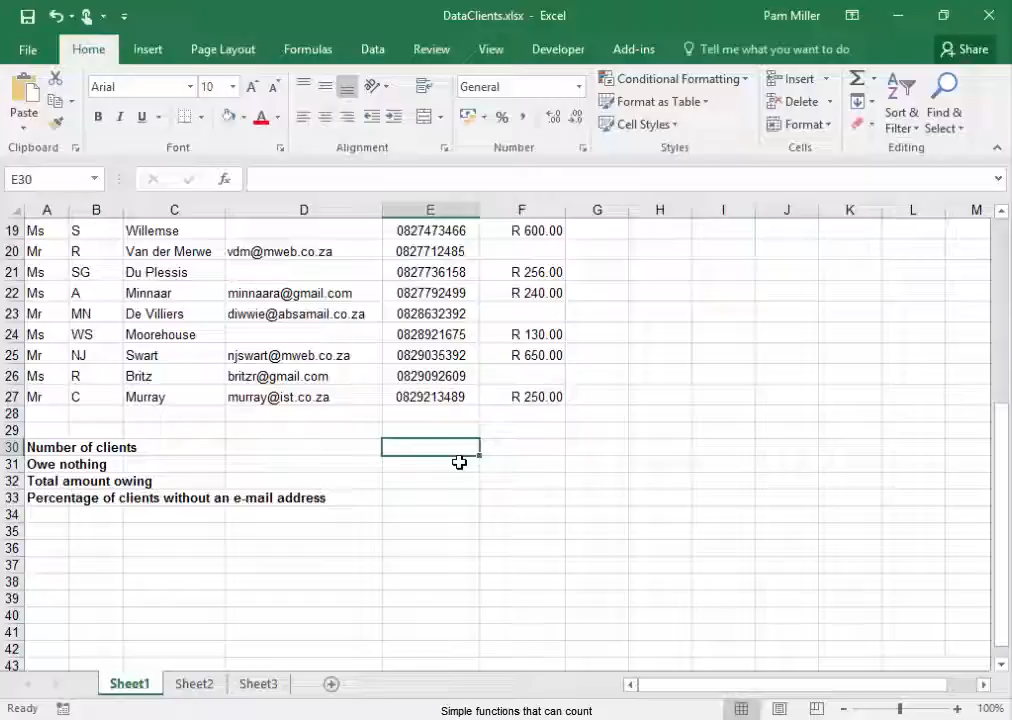 DataClients.xlsx - Excel Pam Miller
File Home Insert Page Layout Formulas Data Review View Developer Add-ins Tell me what you want to do Share
Paste Arial 10 General Conditional Formatting Format as Table Cell Styles Insert Delete Format Sort & Filter Find & Select
B I U A % ,
Clipboard Font Alignment Number Styles Cells Editing
E30 fx
A B C D E F G H I J K L M
19 Ms S Willemse 0827473466 R 600.00
20 Mr R Van der Merwe vdm@mweb.co.za 0827712485
21 Ms SG Du Plessis 0827736158 R 256.00
22 Ms A Minnaar minnaara@gmail.com 0827792499 R 240.00
23 Mr MN De Villiers diwwie@absamail.co.za 0828632392
24 Ms WS Moorehouse 0828921675 R 130.00
25 Mr NJ Swart njswart@mweb.co.za 0829035392 R 650.00
26 Ms R Britz britzr@gmail.com 0829092609
27 Mr C Murray murray@ist.co.za 0829213489 R 250.00
28
29
30 Number of clients
31 Owe nothing
32 Total amount owing
33 Percentage of clients without an e-mail address
34
35
36
37
38
39
40
41
42
43
Sheet1 Sheet2 Sheet3
Ready Simple functions that can count 100%